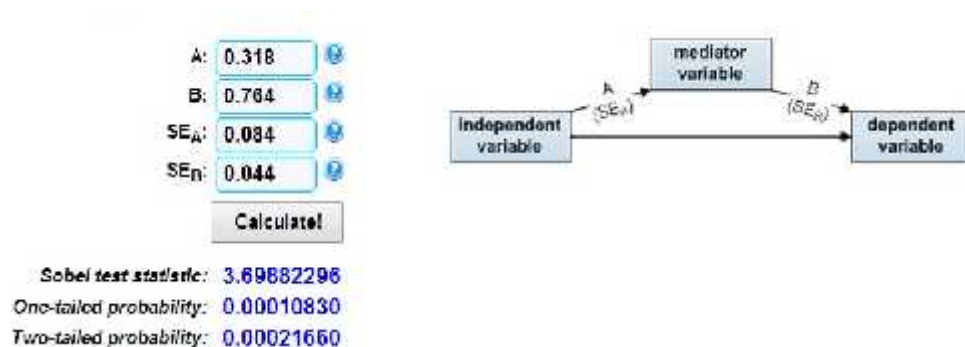 A: 0.318
B: 0.764
SEA: 0.084
SEB: 0.044
Calculate!
Sobel test statistic: 3.69882296
One-tailed probability: 0.00010830
Two-tailed probability: 0.00021660
mediator
variable
A
(SEA)
B
(SEB)
independent
variable
dependent
variable